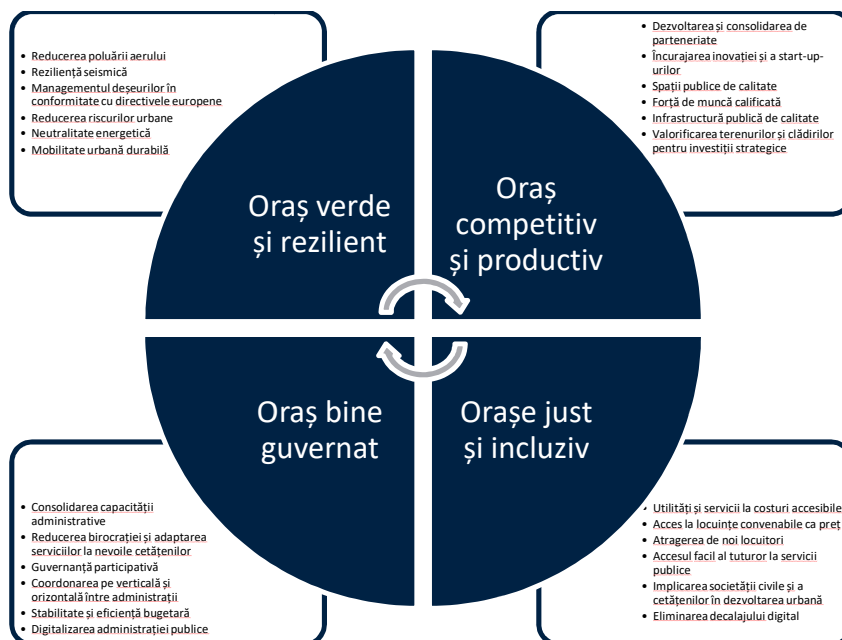 Reducerea poluării aerului
Reziliență seismică
Managementul deșeurilor în
conformitate cu directivele europene
Reducerea riscurilor urbane
Neutralitate energetică
Mobilitate urbană durabilă
Dezvoltarea și consolidarea de
parteneriate
Încurajarea inovației și a start-up-
urilor
Spații publice de calitate
Forță de muncă calificată
Infrastructură publică de calitate
Valorificarea terenurilor și clădirilor
pentru investiții strategice
Oraș verde
și rezilient
Oraș
competitiv
și productiv
Oraș bine
guvernat
Orașe just
și incluziv
Consolidarea capacității
administrative
Reducerea birocrației și adaptarea
serviciilor la nevoile cetățenilor
Guvernanță participativă
Coordonarea pe verticală și
orizontală între administrații
Stabilitate și eficiență bugetară
Digitalizarea administrației publice
Utilități și servicii la costuri accesibile
Acces la locuințe convenabile ca preț
Atragerea de noi locuitori
Accesul facil al tuturor la servicii
publice
Implicarea societății civile și a
cetățenilor în dezvoltarea urbană
Eliminarea decalajului digital